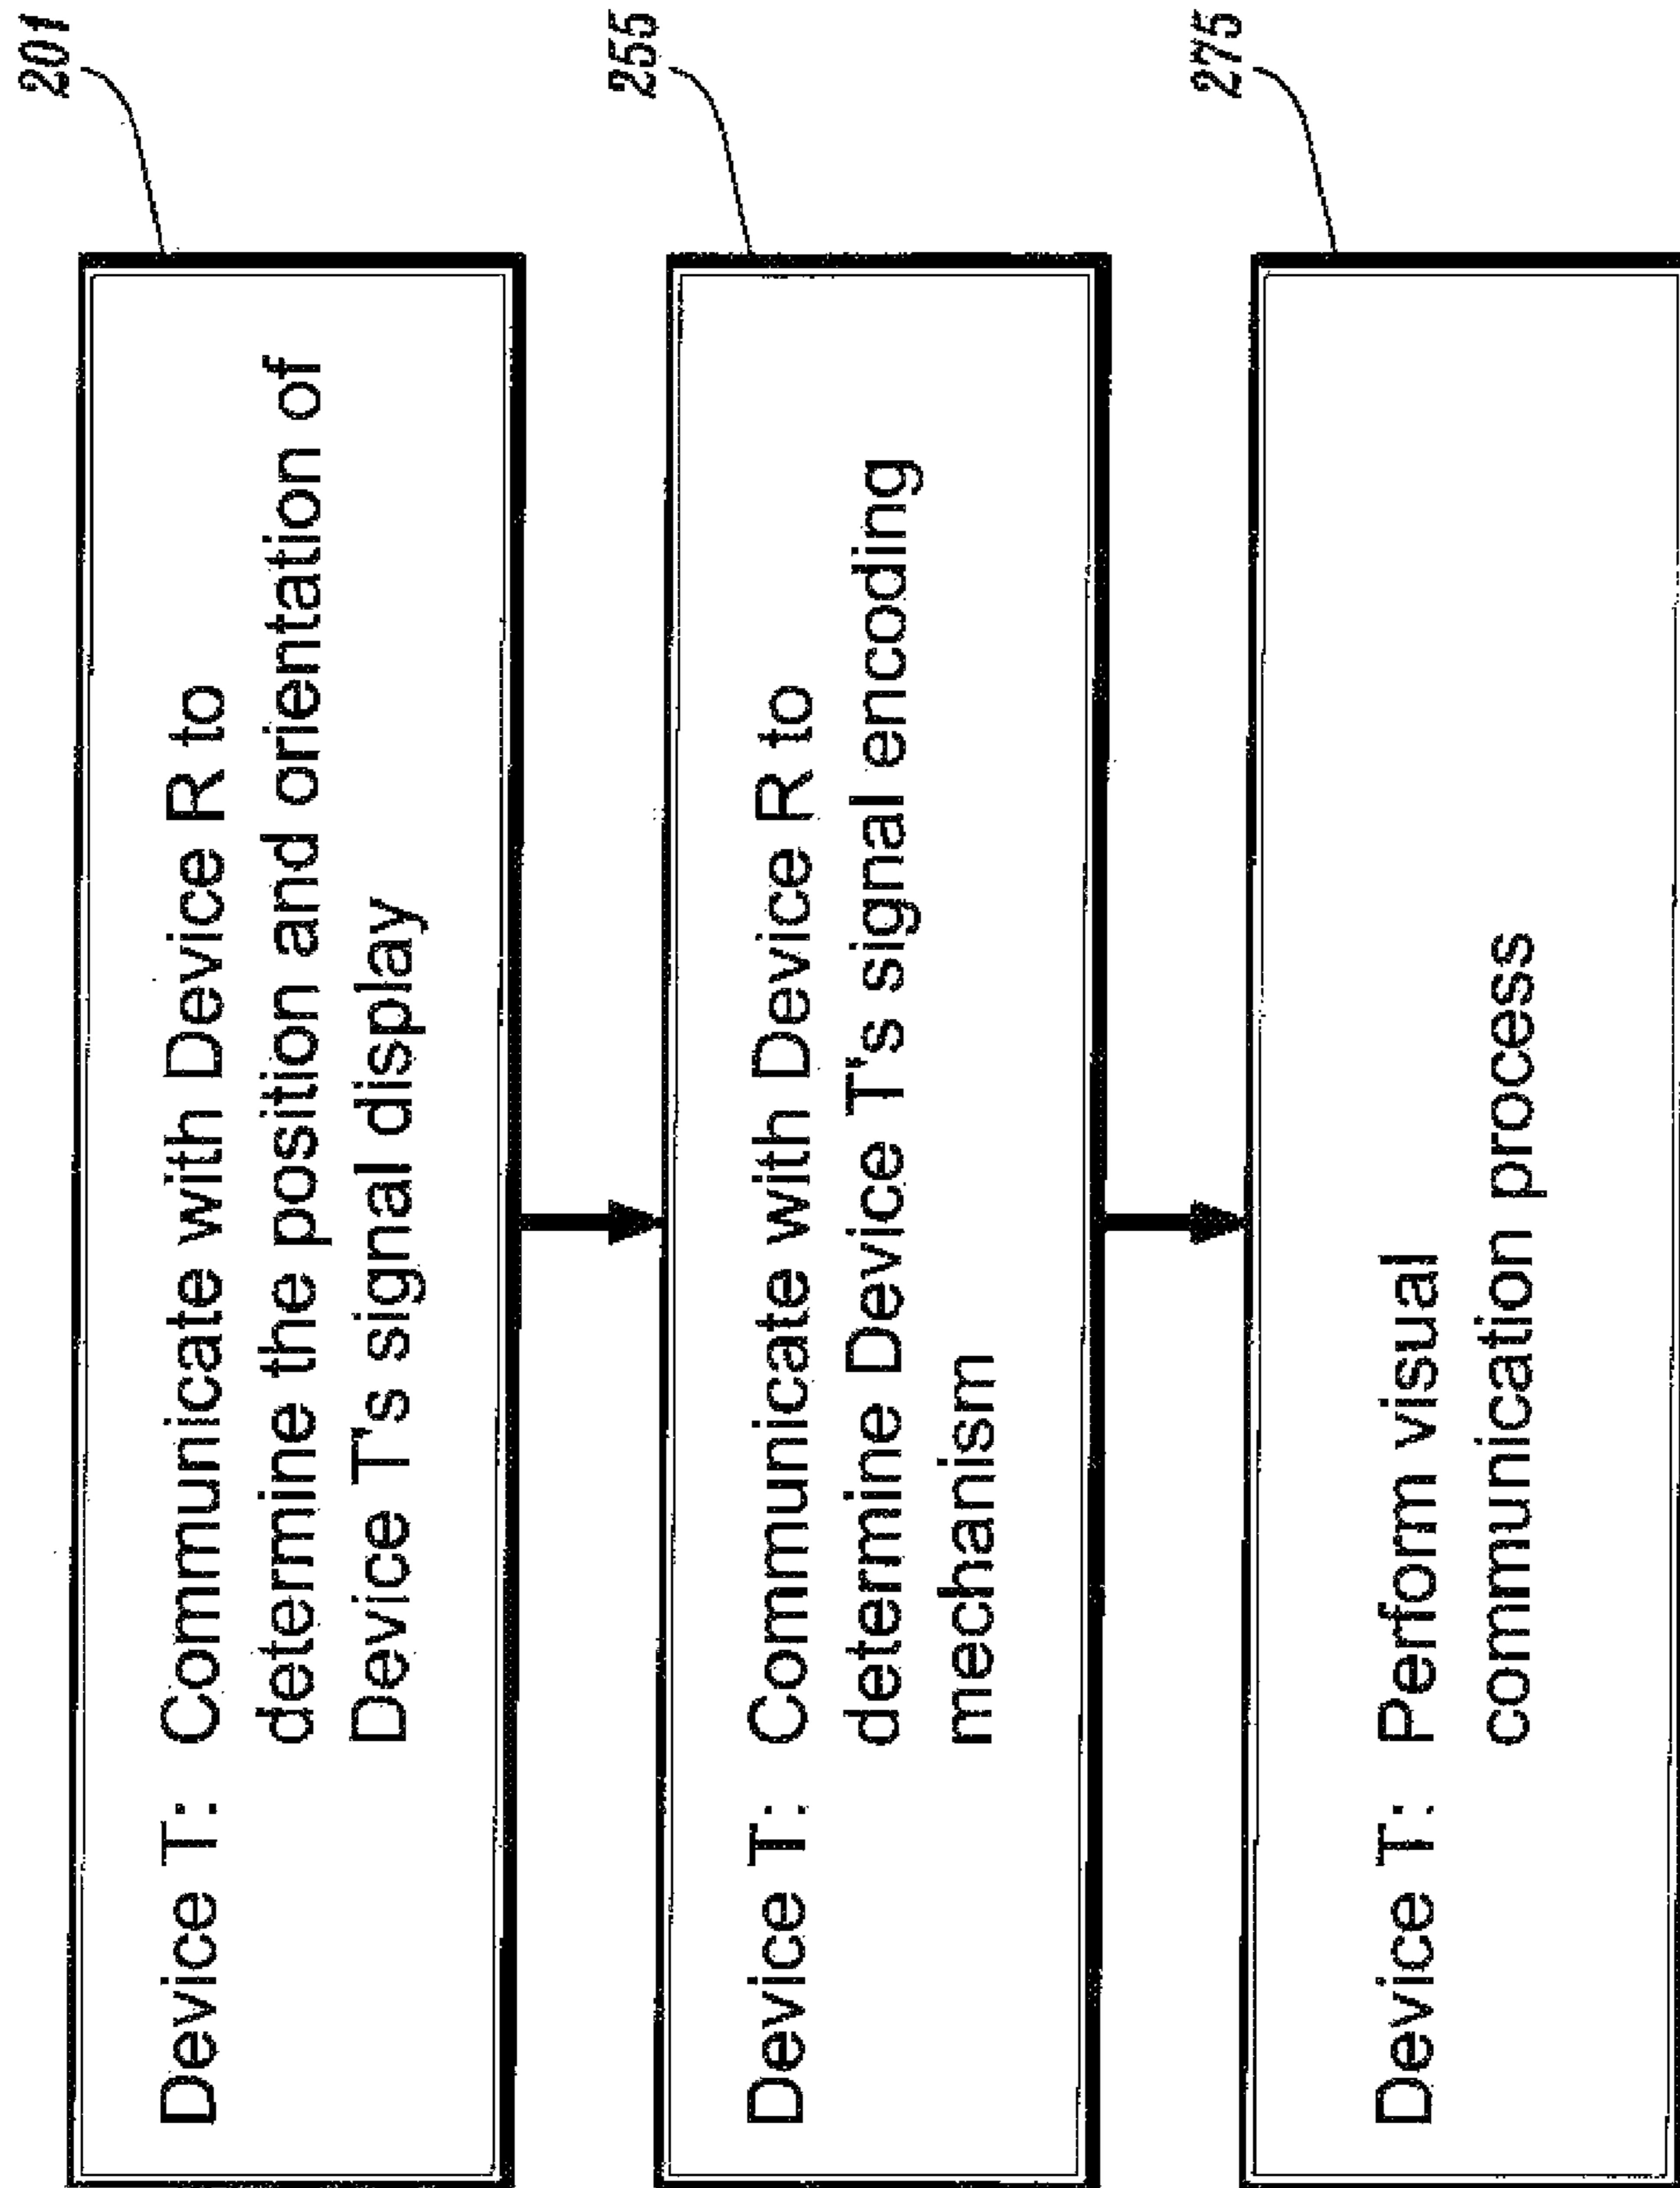 201
Device T: Communicate with Device R to
determine the position and orientation of
Device T's signal display
255
Device T: Communicate with Device R to
determine Device T's signal encoding
mechanism
275
Device T: Perform visual
communication process